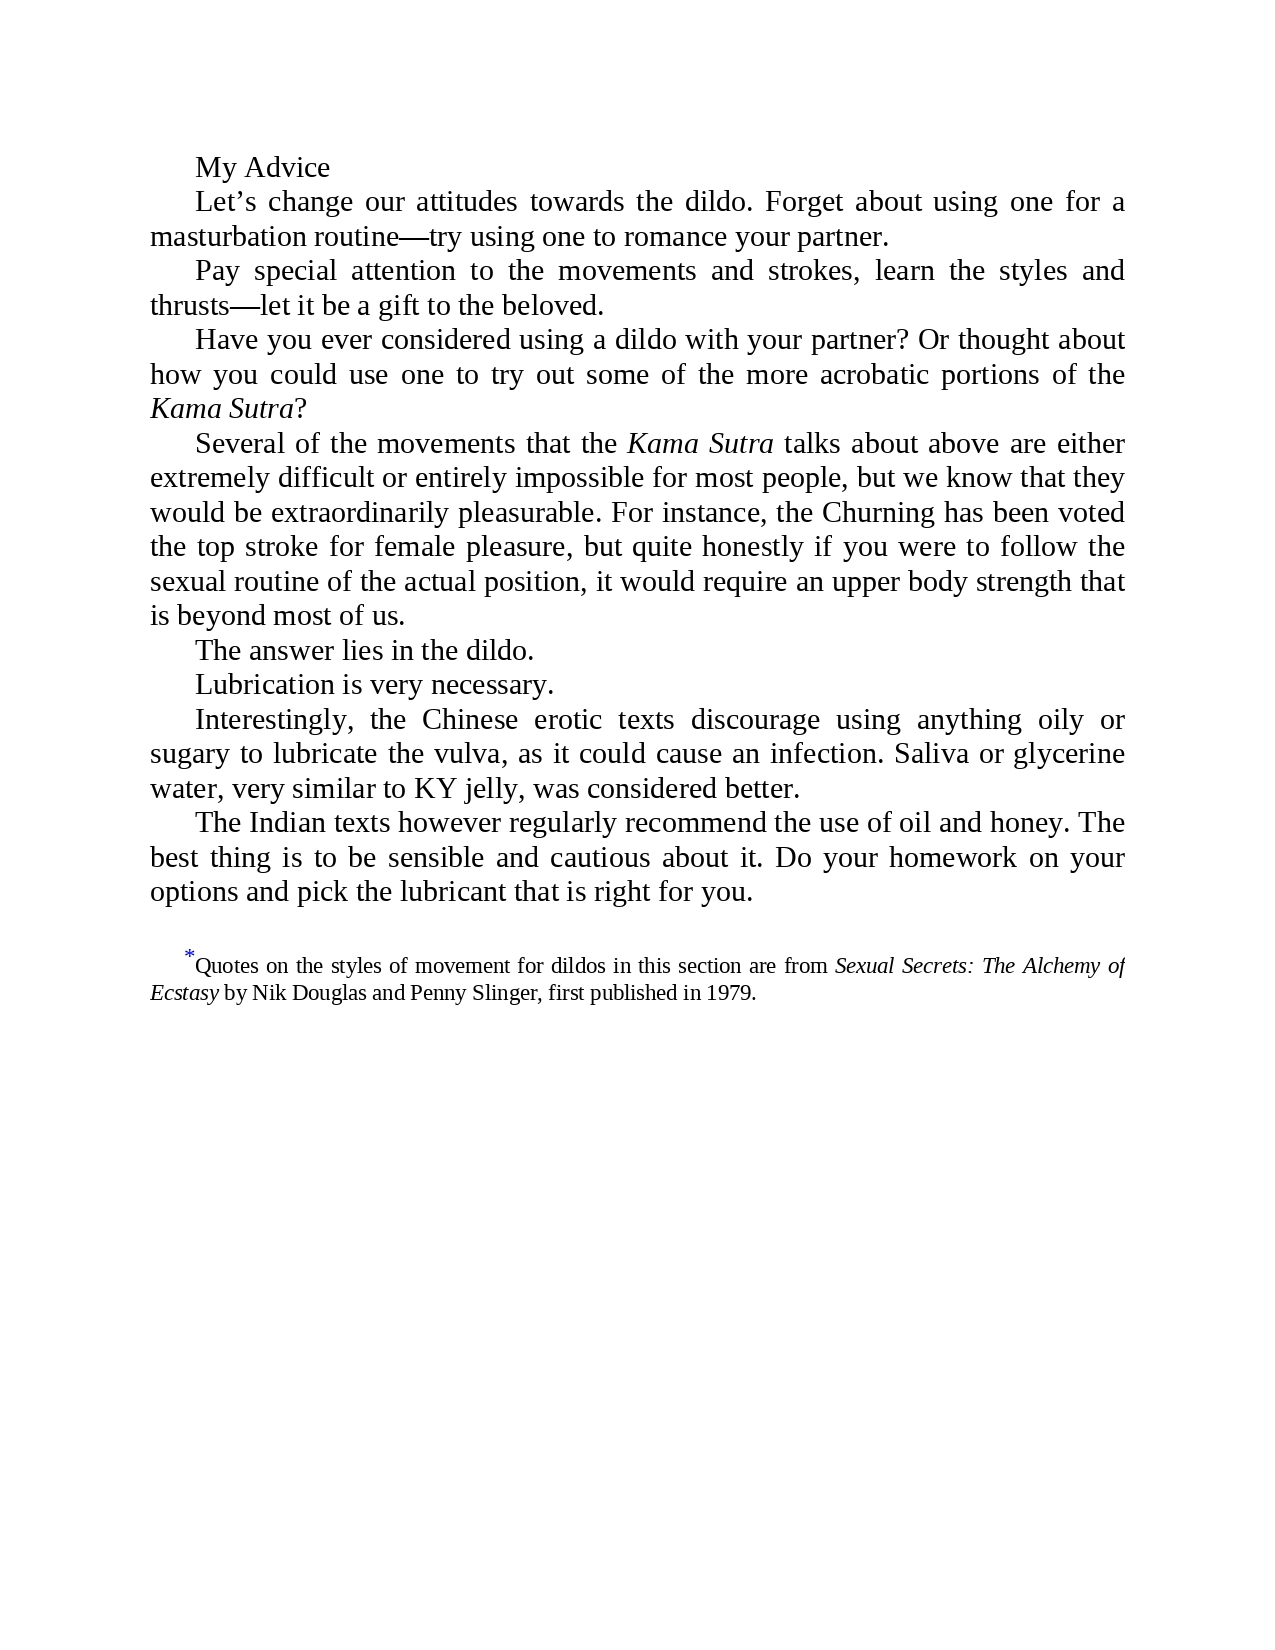 My Advice
Let’s change our attitudes towards the dildo. Forget about using one for a
masturbation routine—try using one to romance your partner.
Pay special attention to the movements and strokes, learn the styles and
thrusts—let it be a gift to the beloved.
Have you ever considered using a dildo with your partner? Or thought about
how you could use one to try out some of the more acrobatic portions of the
Kama Sutra?
Several of the movements that the Kama Sutra talks about above are either
extremely difficult or entirely impossible for most people, but we know that they
would be extraordinarily pleasurable. For instance, the Churning has been voted
the top stroke for female pleasure, but quite honestly if you were to follow the
sexual routine of the actual position, it would require an upper body strength that
is beyond most of us.
The answer lies in the dildo.
Lubrication is very necessary.
Interestingly, the Chinese erotic texts discourage using anything oily or
sugary to lubricate the vulva, as it could cause an infection. Saliva or glycerine
water, very similar to KY jelly, was considered better.
The Indian texts however regularly recommend the use of oil and honey. The
best thing is to be sensible and cautious about it. Do your homework on your
options and pick the lubricant that is right for you.
*Quotes on the styles of movement for dildos in this section are from Sexual Secrets: The Alchemy of
Ecstasy by Nik Douglas and Penny Slinger, first published in 1979.